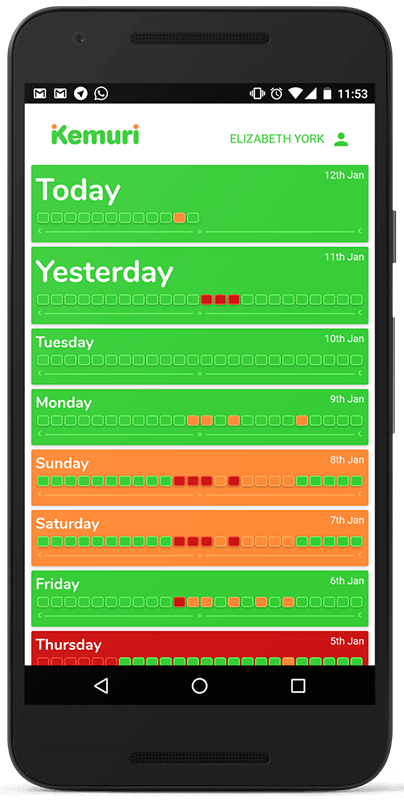 11:53
Kemuri
ELIZABETH YORK
12th Jan
Today
11th Jan
Yesterday
10th Jan
Tuesday
9th Jan
Monday
8th Jan
Sunday
7th Jan
Saturday
6th Jan
Friday
5th Jan
Thursday